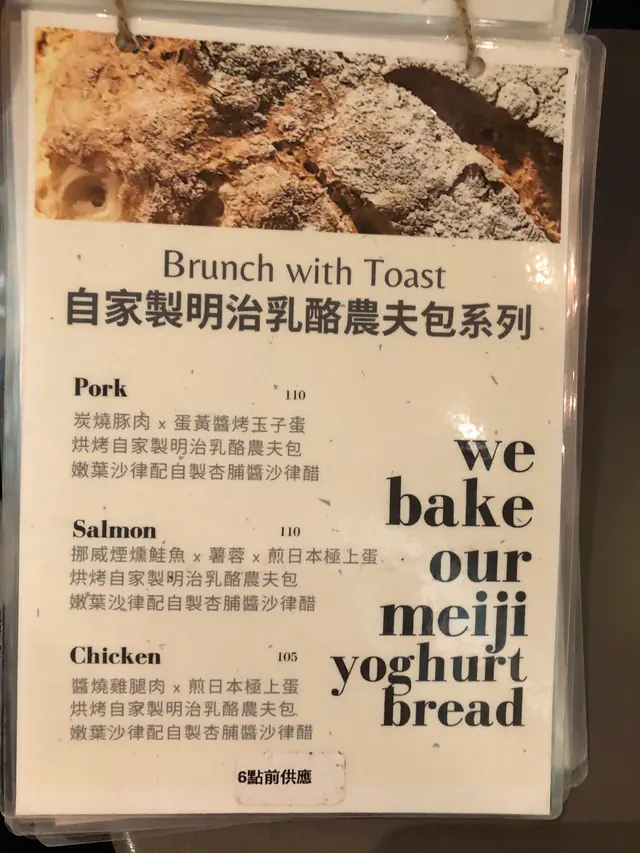 Brunch with Toast
自家製明治乳酪農夫包系列
Pork 110
炭燒豚肉 x 蛋黃醬烤玉子蛋
烘烤自家製明治乳酪農夫包
嫩葉沙律配自製杏脯醬沙律醋
Salmon 110
挪威煙燻鮭魚 x 薯蓉 x 煎日本極上蛋
烘烤自家製明治乳酪農夫包
嫩葉沙律配自製杏脯醬沙律醋
Chicken 105
醬燒雞腿肉 x 煎日本極上蛋
烘烤自家製明治乳酪農夫包
嫩葉沙律配自製杏脯醬沙律醋
we
bake
our
meiji
yoghurt
bread
6點前供應